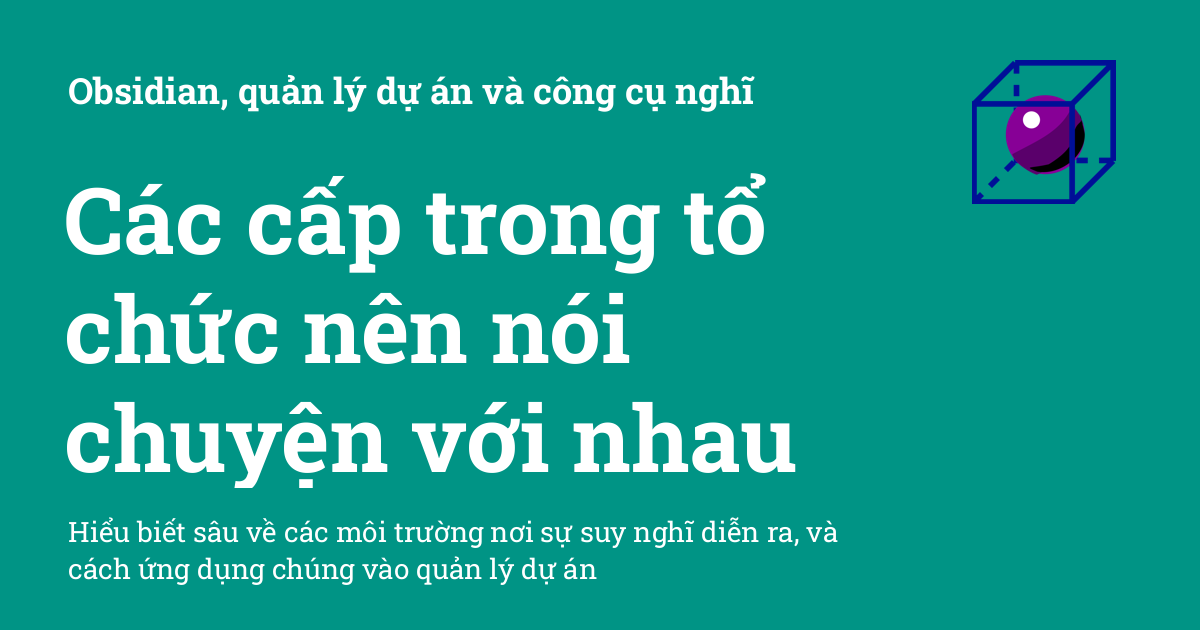 Obsidian, quản lý dự án và công cụ nghĩ
Các cấp trong tổ
chức nên nói
chuyện với nhau
Hiểu biết sâu về các môi trường nơi sự suy nghĩ diễn ra, và
cách ứng dụng chúng vào quản lý dự án